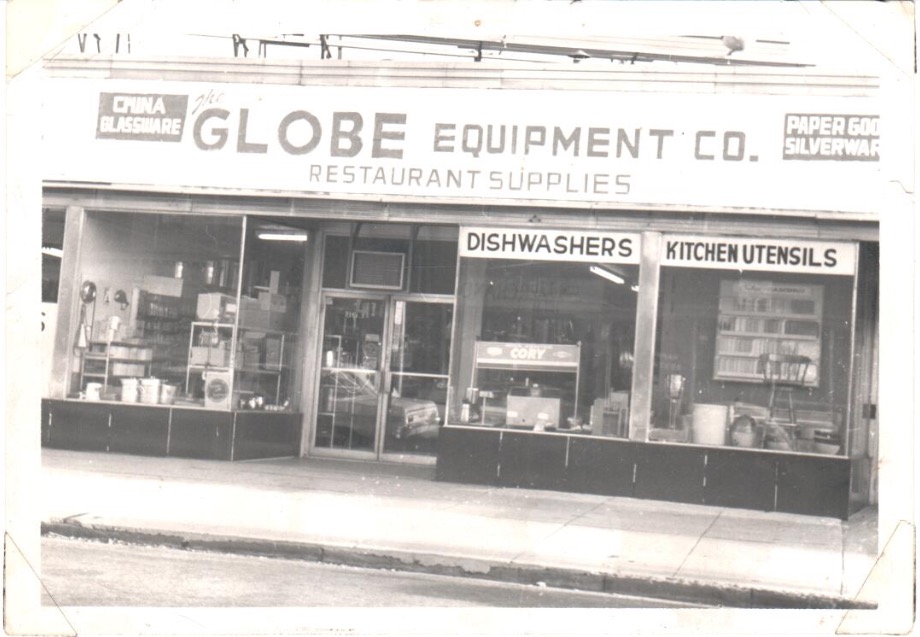 CHINA
GLASSWARE
The
GLOBE EQUIPMENT CO.
RESTAURANT SUPPLIES
PAPER GOO
SILVERWAR
DISHWASHERS
KITCHEN UTENSILS
CORY
S